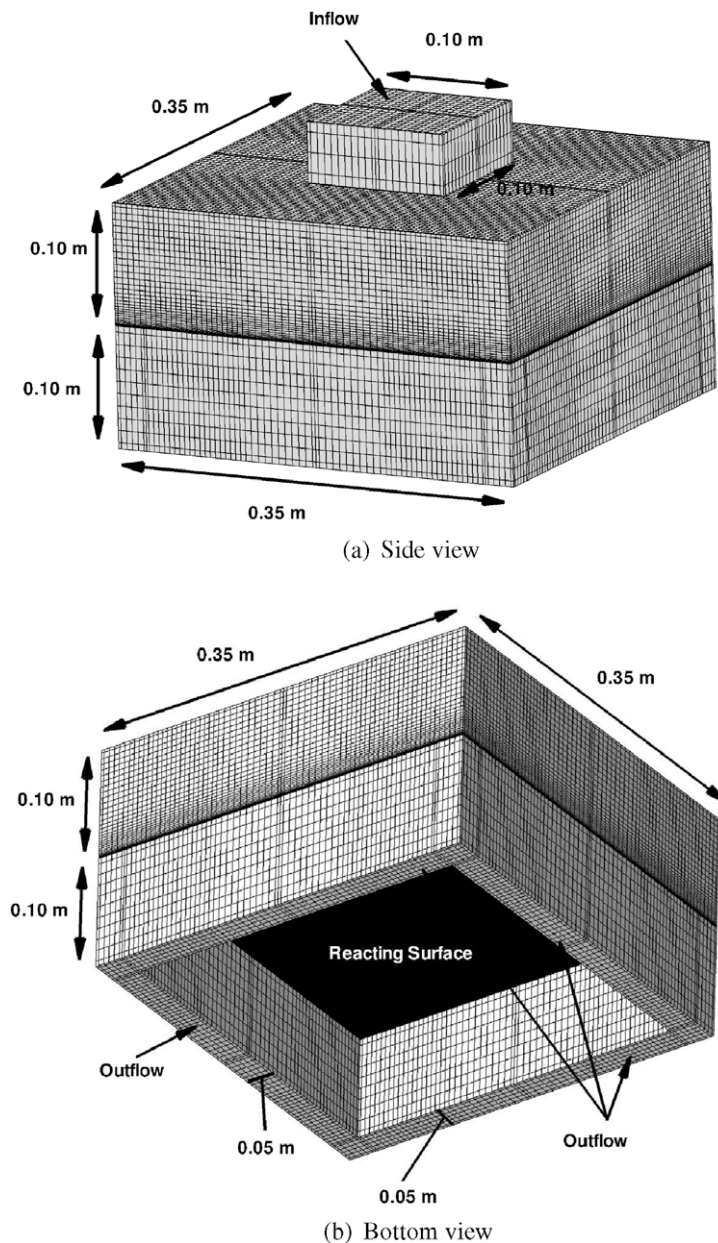 Inflow
0.10 m
0.35 m
0.10 m
0.10 m
0.10 m
0.35 m
(a) Side view
0.35 m
0.35 m
0.10 m
0.10 m
Reacting Surface
Outflow
0.05 m
Outflow
0.05 m
(b) Bottom view